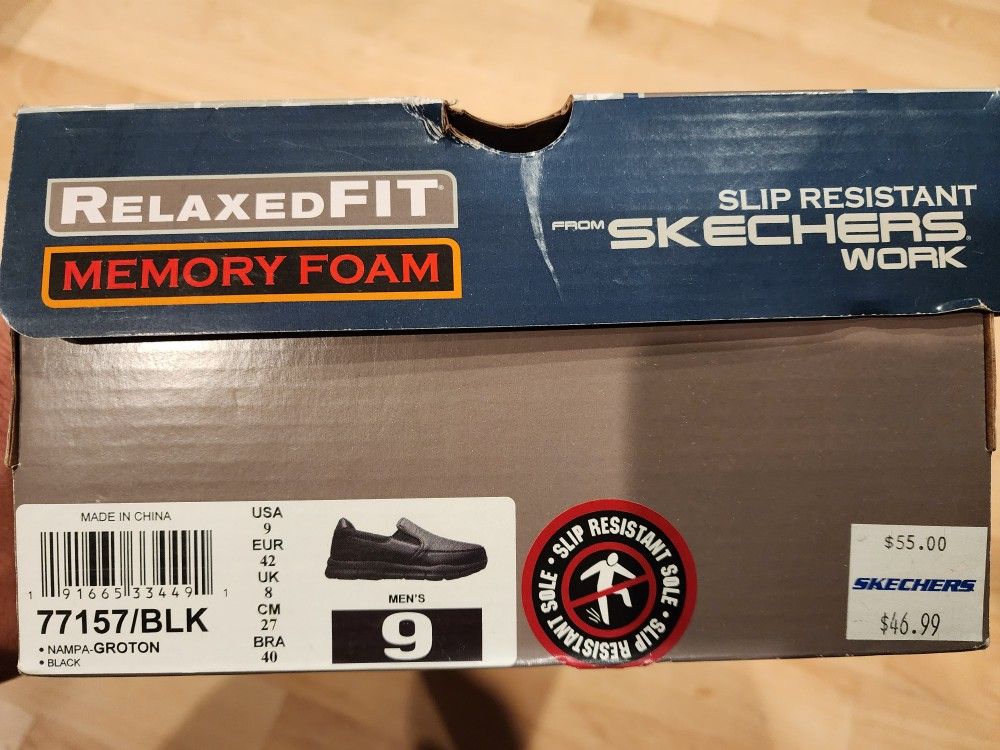 RELAXEDFIT®
MEMORY FOAM
SLIP RESISTANT
FROM SKECHERS®
WORK
MADE IN CHINA
1 91665 33449 1
77157/BLK
• NAMPA-GROTON
• BLACK
USA
9
EUR
42
UK
8
CM
27
BRA
40
MEN'S
9
SLIP RESISTANT SOLE • SLIP RESISTANT SOLE •
$55.00
SKECHERS
$46.99